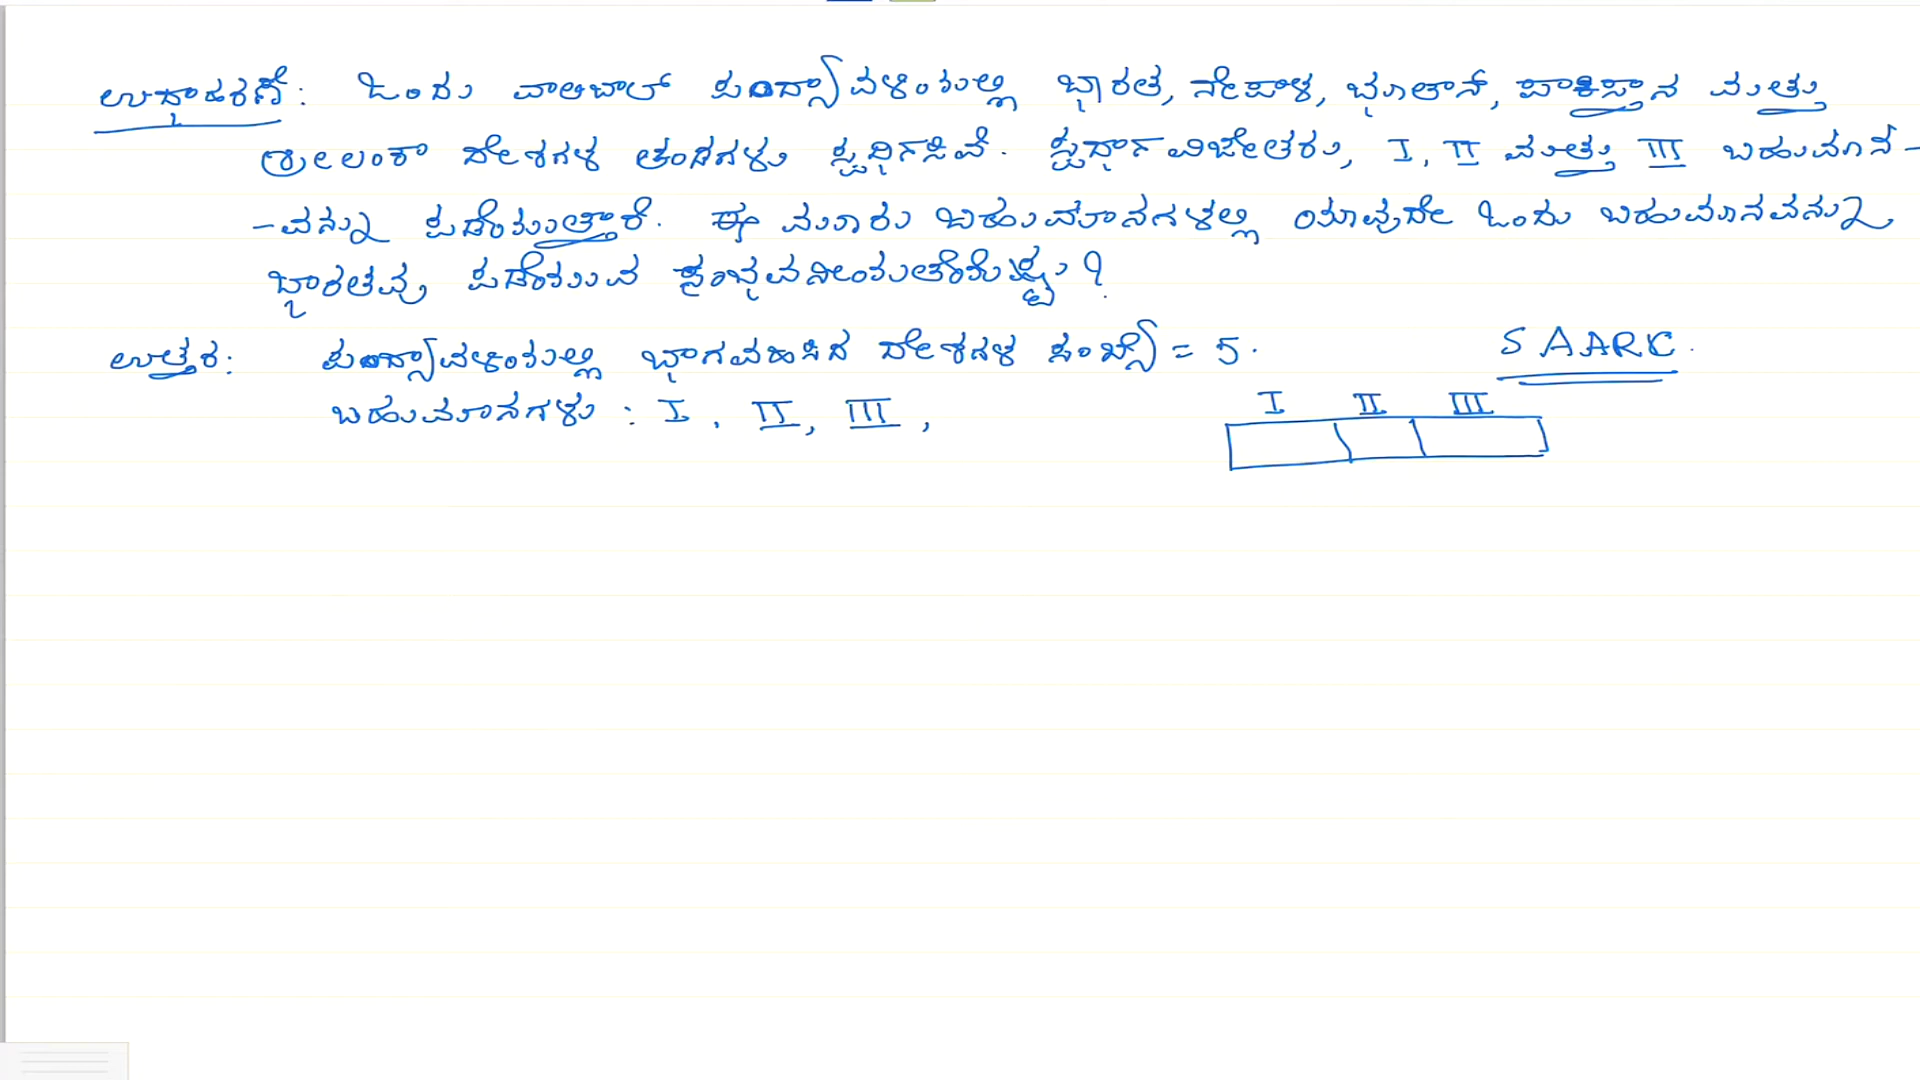 ಉದಾಹರಣೆ: ಒಂದು ವಾಲಿಬಾಲ್ ಪಂದ್ಯಾವಳಿಯಲ್ಲಿ ಭಾರತ, ನೇಪಾಳ, ಭೂತಾನ್, ಪಾಕಿಸ್ತಾನ ಮತ್ತು
ಶ್ರೀಲಂಕಾ ದೇಶಗಳ ತಂಡಗಳು ಸ್ಪರ್ಧಿಸಿವೆ. ಸ್ಪರ್ಧಾ ವಿಜೇತರು, I, II ಮತ್ತು III ಬಹುಮಾನ-
-ವನ್ನು ಪಡೆಯುತ್ತಾರೆ. ಈ ಮೂರು ಬಹುಮಾನಗಳಲ್ಲಿ ಯಾವುದೇ ಒಂದು ಬಹುಮಾನವನ್ನು
ಭಾರತವು ಪಡೆಯುವ ಸಂಭವನೀಯತೆಯೆಷ್ಟು?
ಉತ್ತರ: ಪಂದ್ಯಾವಳಿಯಲ್ಲಿ ಭಾಗವಹಿಸಿದ ದೇಶಗಳ ಸಂಖ್ಯೆ = 5. SAARC.
ಬಹುಮಾನಗಳು : I, II, III,
I II III